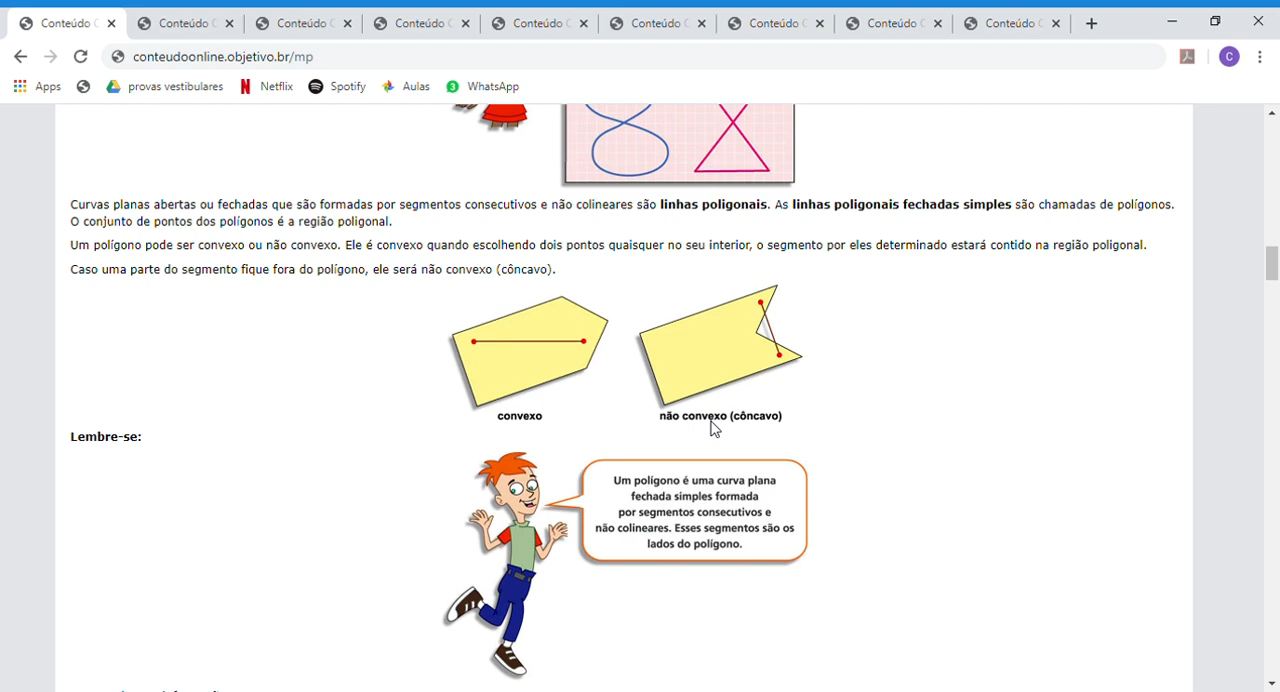 Conteúdo C
Conteúdo C
Conteúdo C
Conteúdo C
Conteúdo C
Conteúdo C
Conteúdo C
Conteúdo C
Conteúdo C
conteudoonline.objetivo.br/mp
C
Apps
provas vestibulares
Netflix
Spotify
Aulas
3
WhatsApp
Curvas planas abertas ou fechadas que são formadas por segmentos consecutivos e não colineares são linhas poligonais. As linhas poligonais fechadas simples são chamadas de polígonos.
O conjunto de pontos dos polígonos é a região poligonal.
Um polígono pode ser convexo ou não convexo. Ele é convexo quando escolhendo dois pontos quaisquer no seu interior, o segmento por eles determinado estará contido na região poligonal.
Caso uma parte do segmento fique fora do polígono, ele será não convexo (côncavo).
convexo
não convexo (côncavo)
Lembre-se:
Um polígono é uma curva plana
fechada simples formada
por segmentos consecutivos e
não colineares. Esses segmentos são os
lados do polígono.